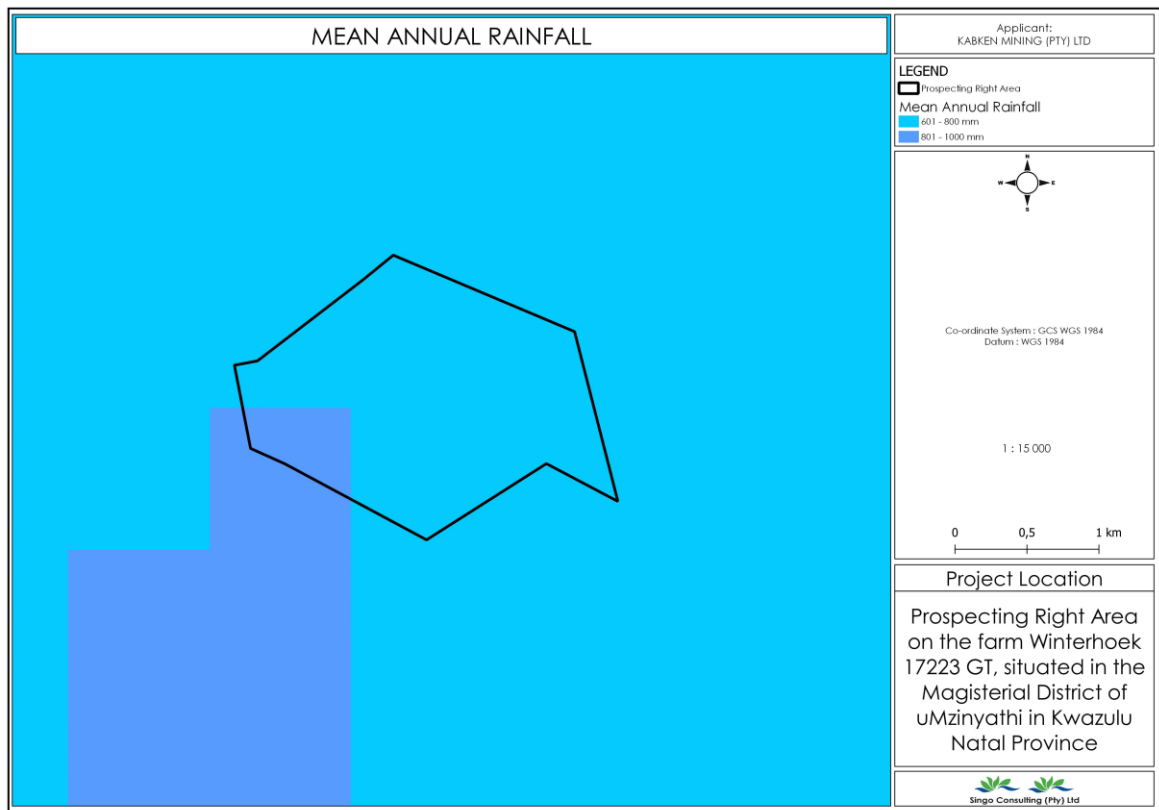 MEAN ANNUAL RAINFALL
Applicant:
KABKEN MINING (PTY) LTD
LEGEND
Prospecting Right Area
Mean Annual Rainfall
601 - 800 mm
801 - 1000 mm
N
W E
S
Co-ordinate System : GCS WGS 1984
Datum : WGS 1984
1 : 15 000
0 0,5 1 km
Project Location
Prospecting Right Area
on the farm Winterhoek
17223 GT, situated in the
Magisterial District of
uMzinyathi in Kwazulu
Natal Province
Singo Consulting (Pty) Ltd